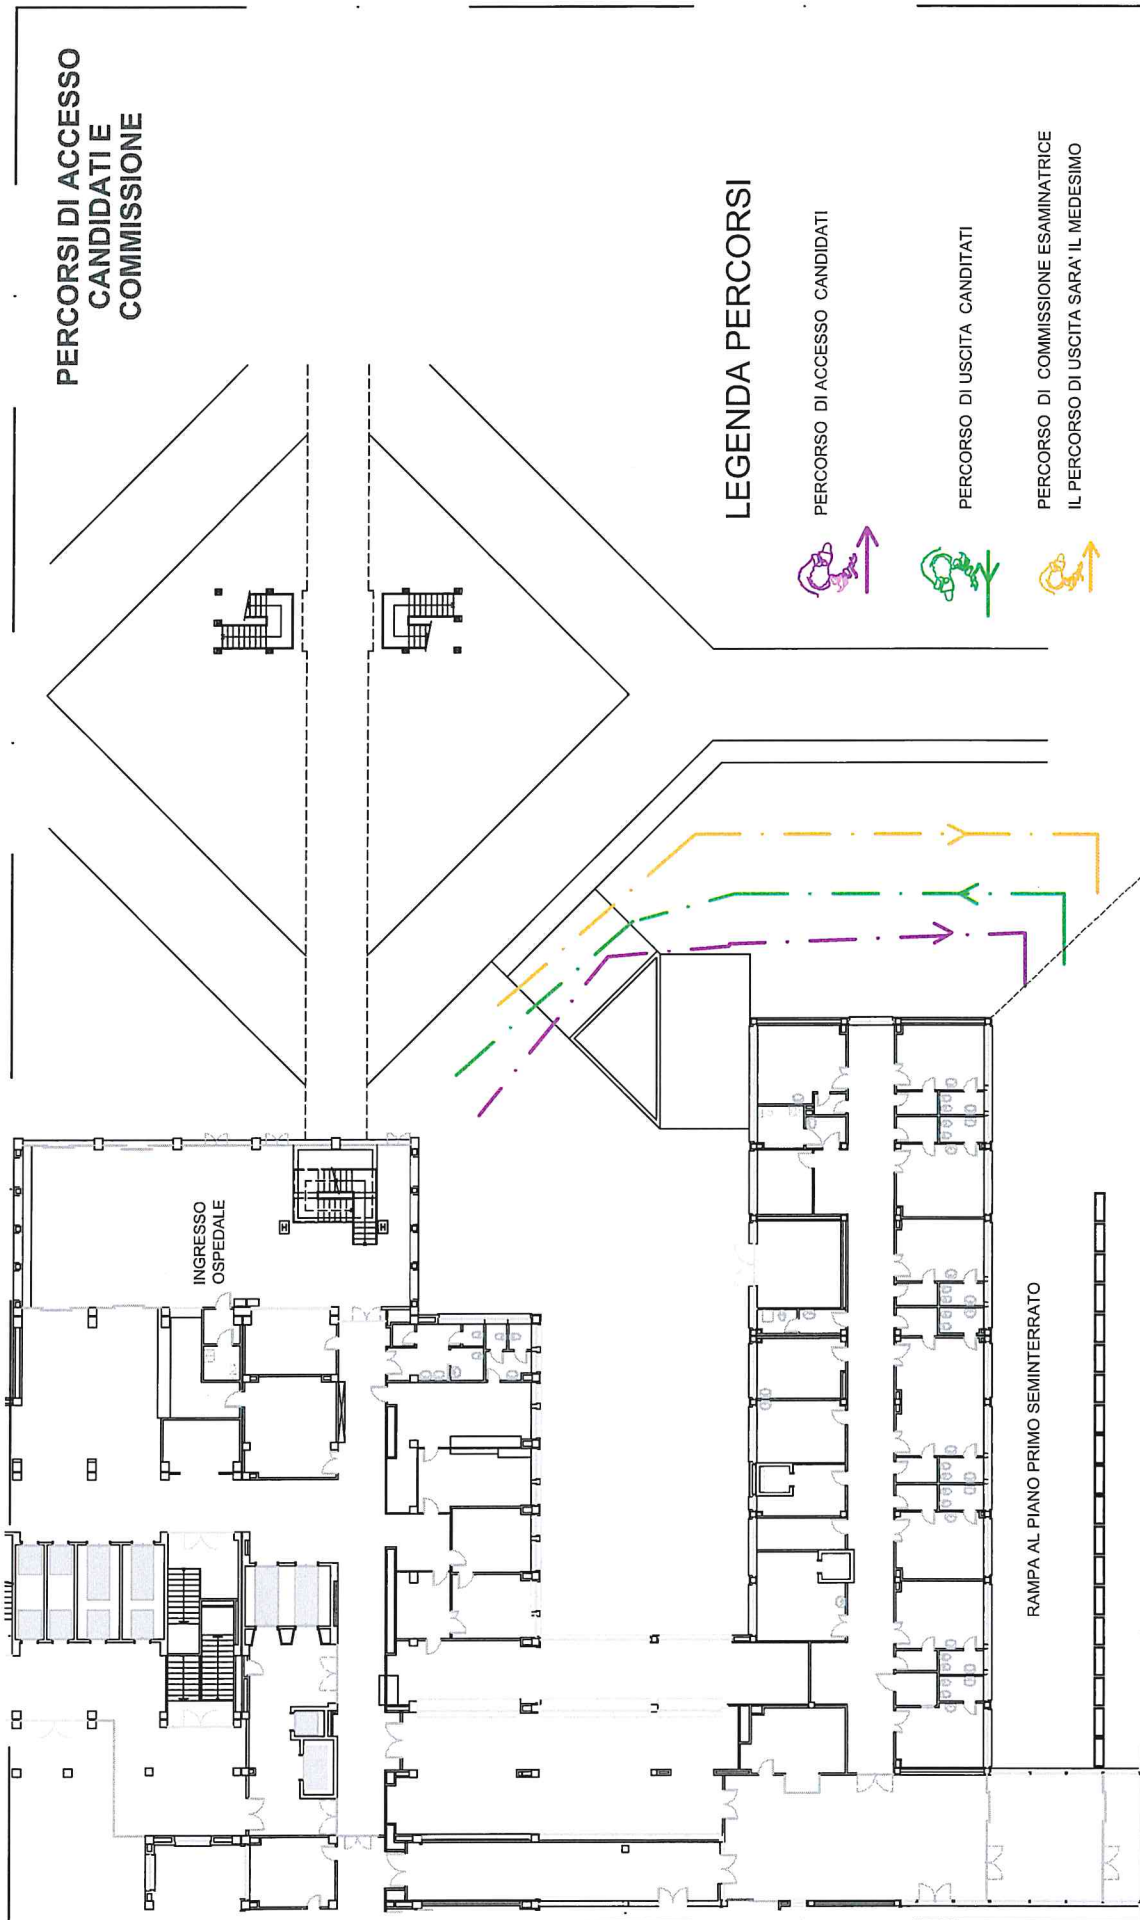 PERCORSI DI ACCESSO
CANDIDATI E
COMMISSIONE
LEGENDA PERCORSI
PERCORSO DI ACCESSO CANDIDATI
PERCORSO DI USCITA CANDITATI
PERCORSO DI COMMISSIONE ESAMINATRICE
IL PERCORSO DI USCITA SARA' IL MEDESIMO
INGRESSO
OSPEDALE
H
H
RAMPA AL PIANO PRIMO SEMINTERRATO